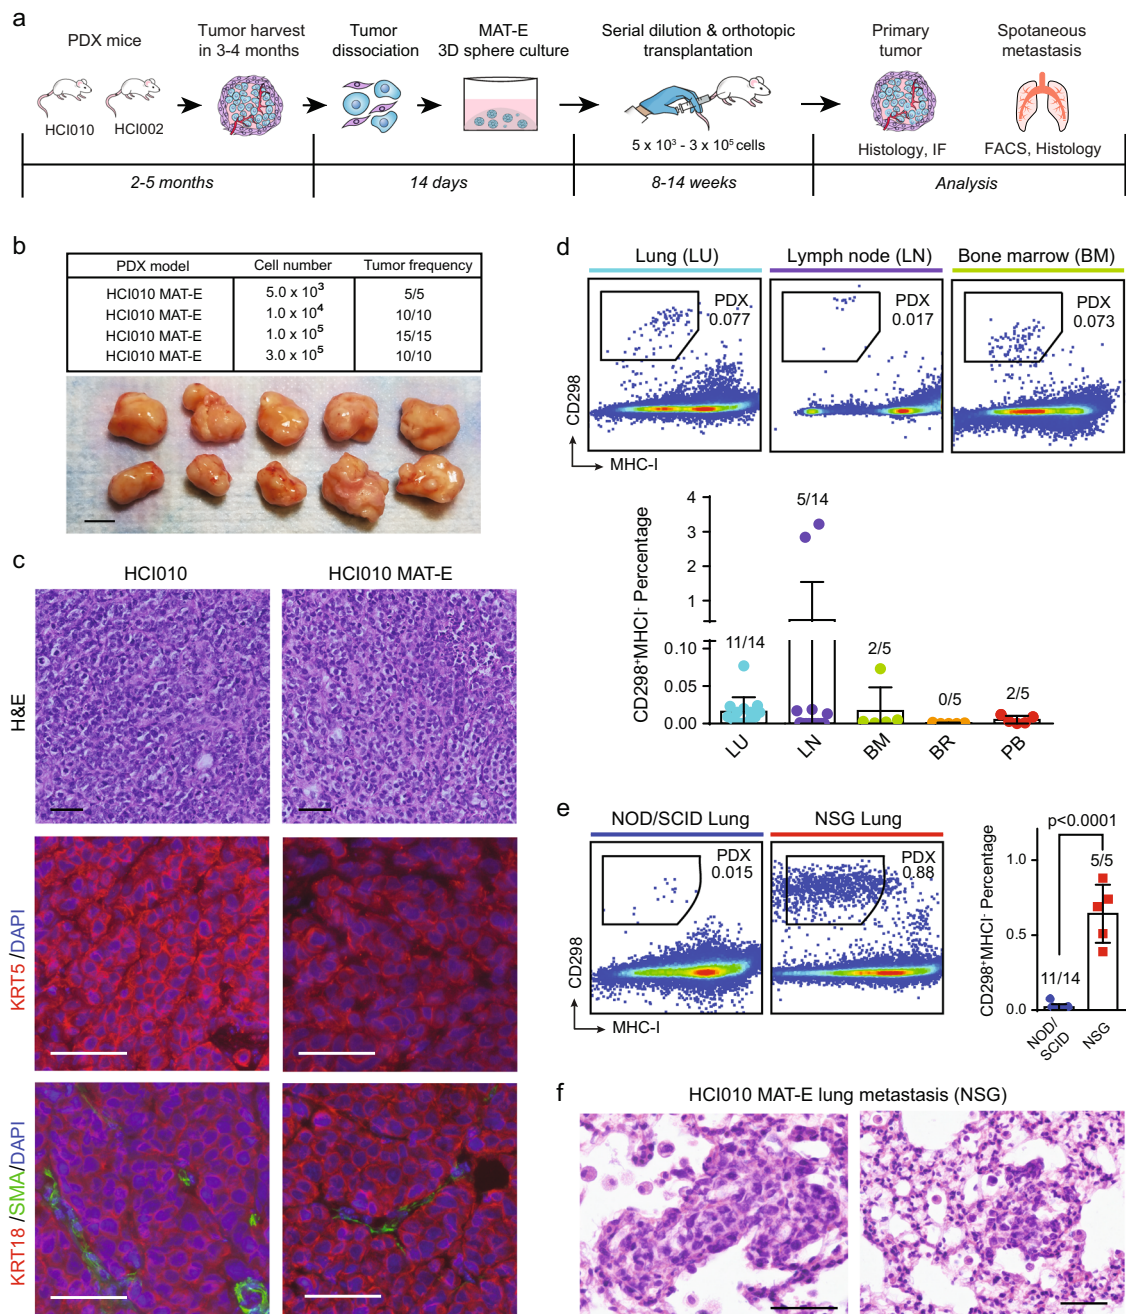 a
PDX mice
HCI010
HCI002
Tumor harvest
in 3-4 months
Tumor
dissociation
MAT-E
3D sphere culture
Serial dilution & orthotopic
transplantation
5 x 10³ - 3 x 10⁵ cells
Primary
tumor
Histology, IF
Spotaneous
metastasis
FACS, Histology
2-5 months
14 days
8-14 weeks
Analysis
b
PDX model Cell number Tumor frequency
HCI010 MAT-E 5.0 x 10³ 5/5
HCI010 MAT-E 1.0 x 10⁴ 10/10
HCI010 MAT-E 1.0 x 10⁵ 15/15
HCI010 MAT-E 3.0 x 10⁵ 10/10
c
HCI010
HCI010 MAT-E
H&E
KRT5/DAPI
KRT18/SMA/DAPI
d
Lung (LU)
Lymph node (LN)
Bone marrow (BM)
PDX
0.077
PDX
0.017
PDX
0.073
CD298
MHC-I
CD298⁺MHCI⁻ Percentage
4
3
2
1
0.10
0.05
0.00
11/14
5/14
2/5
0/5
2/5
LU
LN
BM
BR
PB
e
NOD/SCID Lung
NSG Lung
PDX
0.015
PDX
0.88
CD298
MHC-I
CD298⁺MHCI⁻ Percentage
p<0.0001
1.0
0.5
0.0
11/14
5/5
NOD/
SCID
NSG
f
HCI010 MAT-E lung metastasis (NSG)